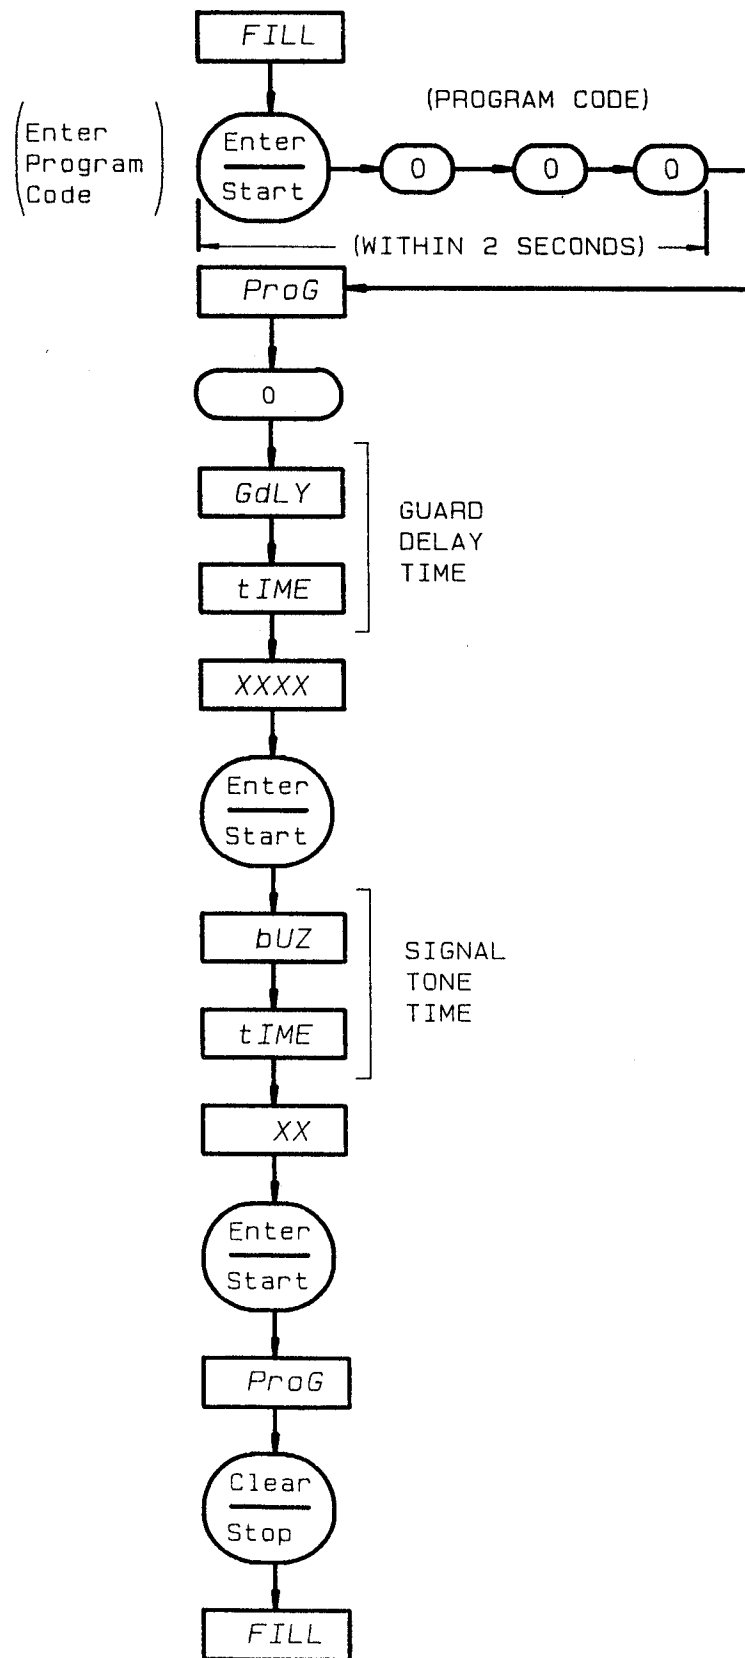 FILL
(PROGRAM CODE)
(Enter
Program
Code)
Enter
Start
0 0 0
(WITHIN 2 SECONDS)
ProG
0
GdLY
tIME
GUARD
DELAY
TIME
XXXX
Enter
Start
bUZ
tIME
SIGNAL
TONE
TIME
XX
Enter
Start
ProG
Clear
Stop
FILL